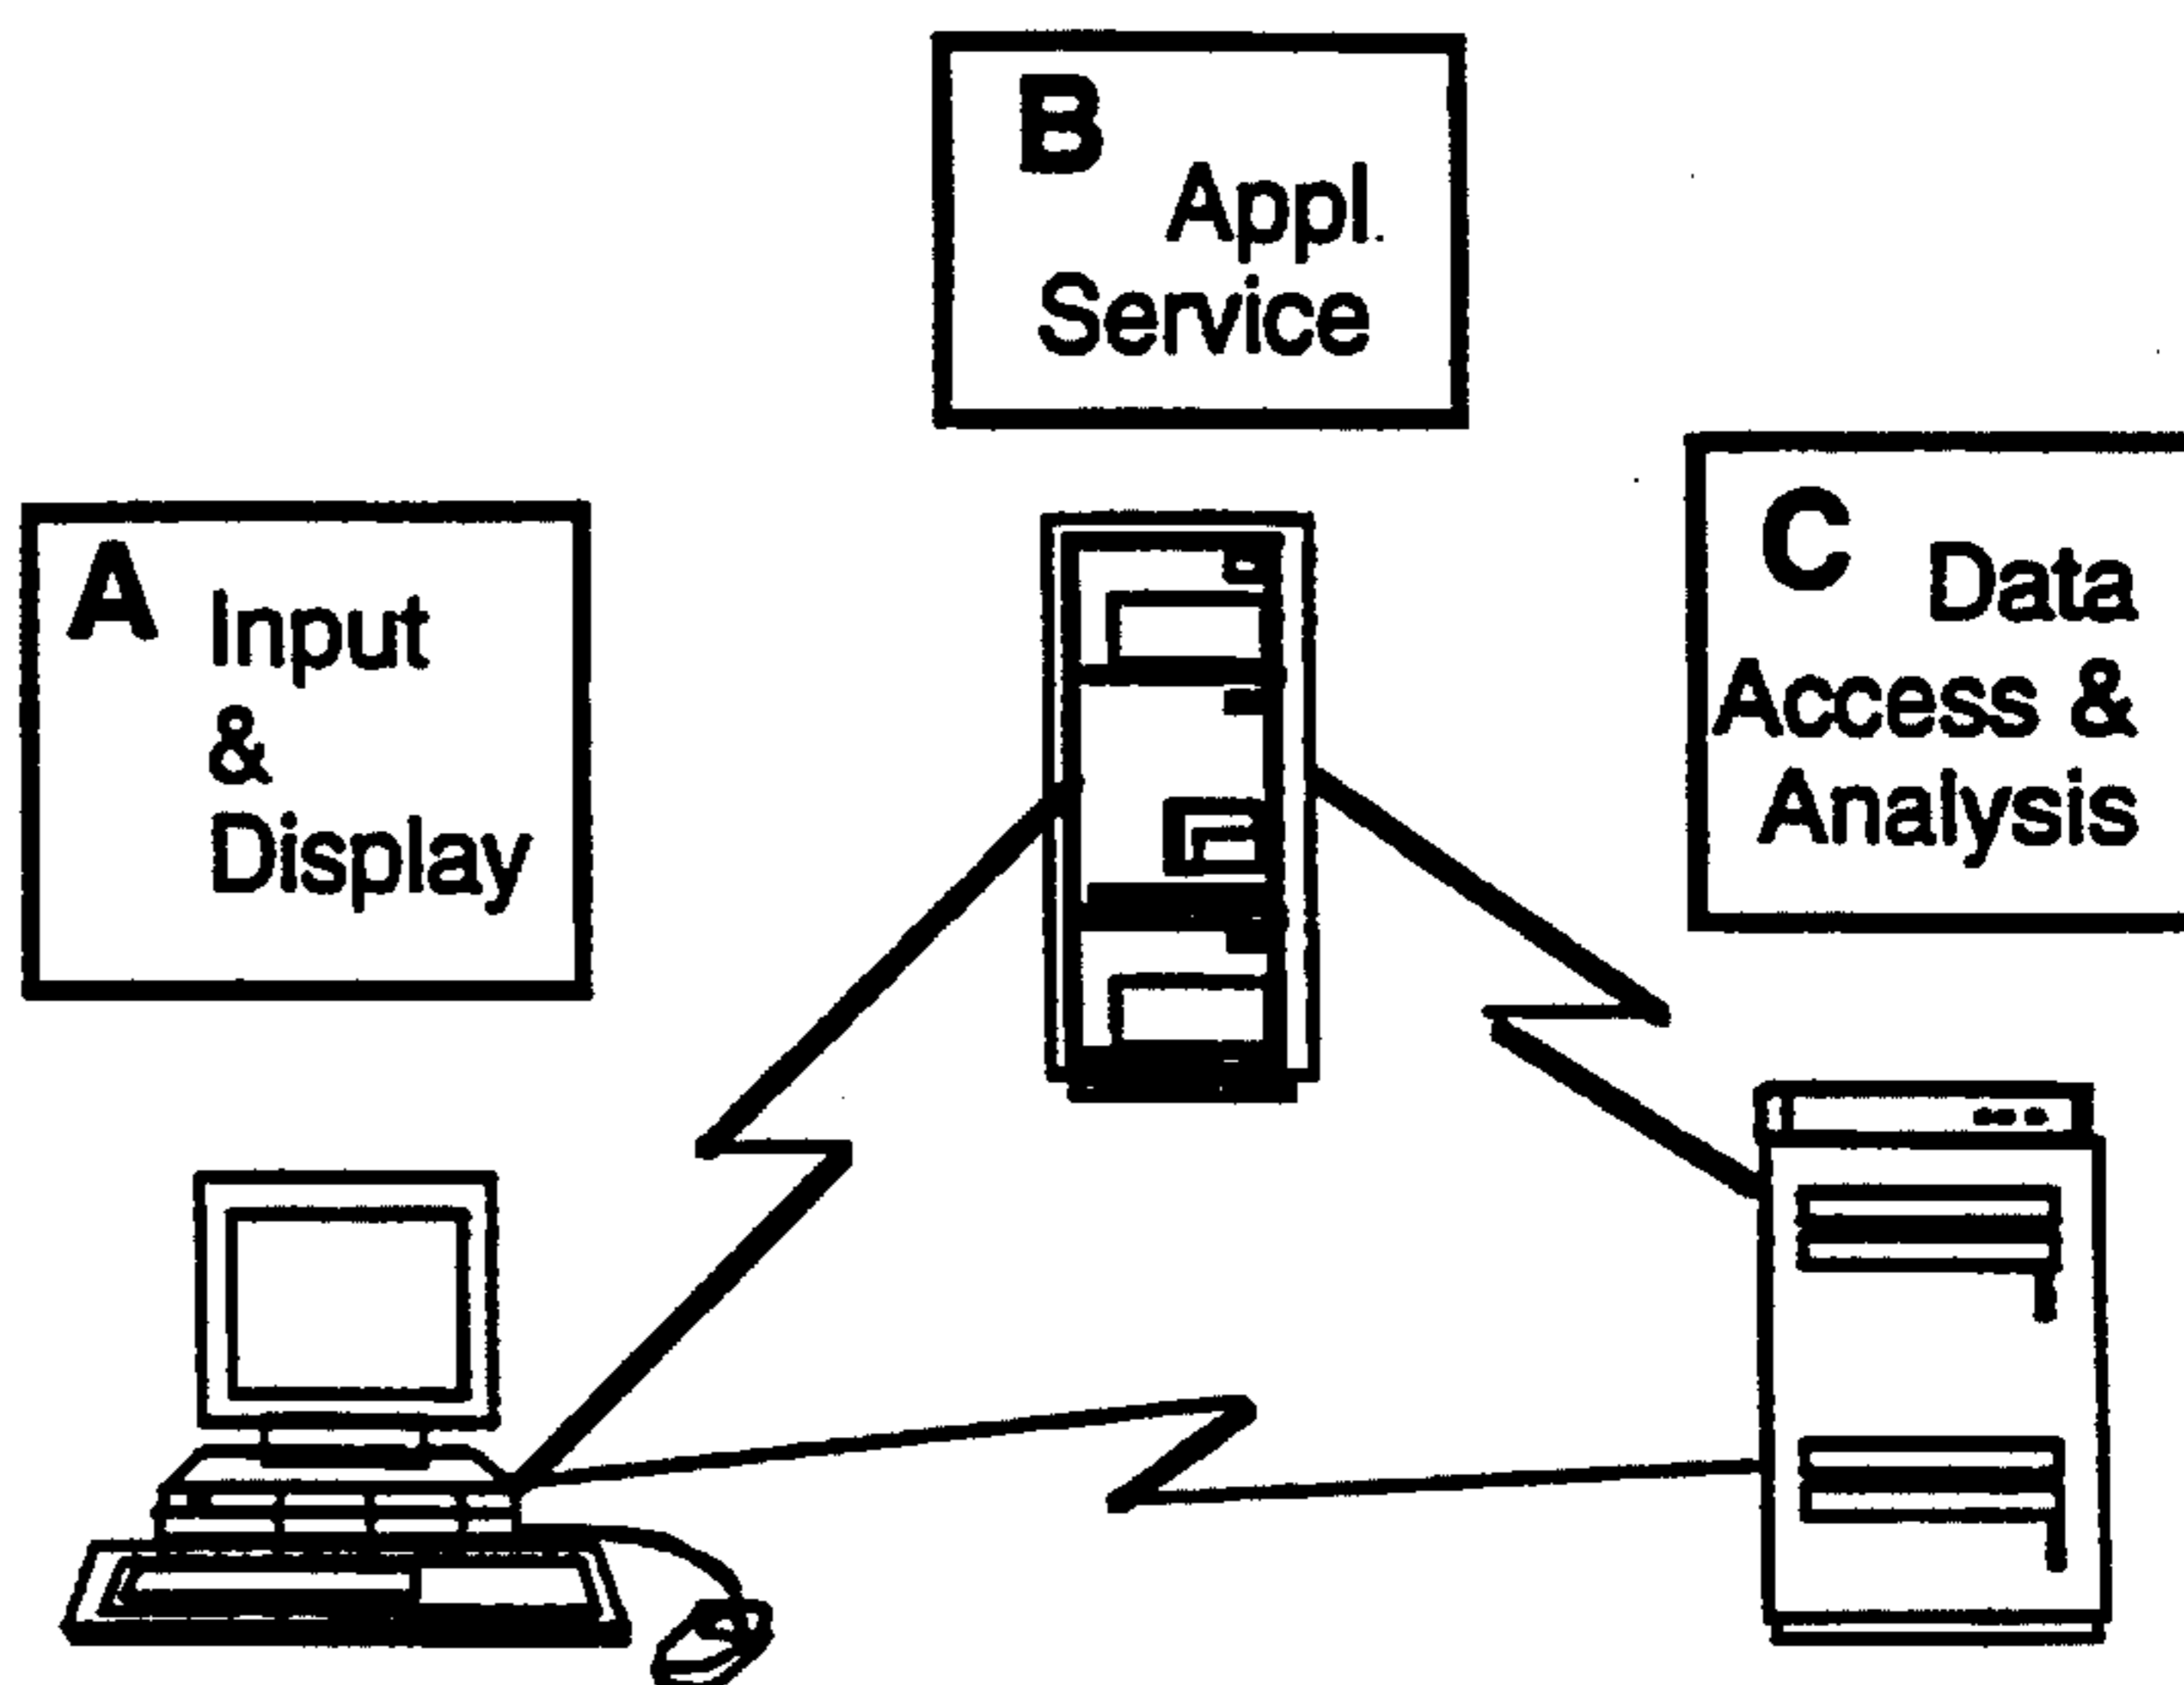 B
Appl.
Service
A Input
&
Display
C Data
Access &
Analysis